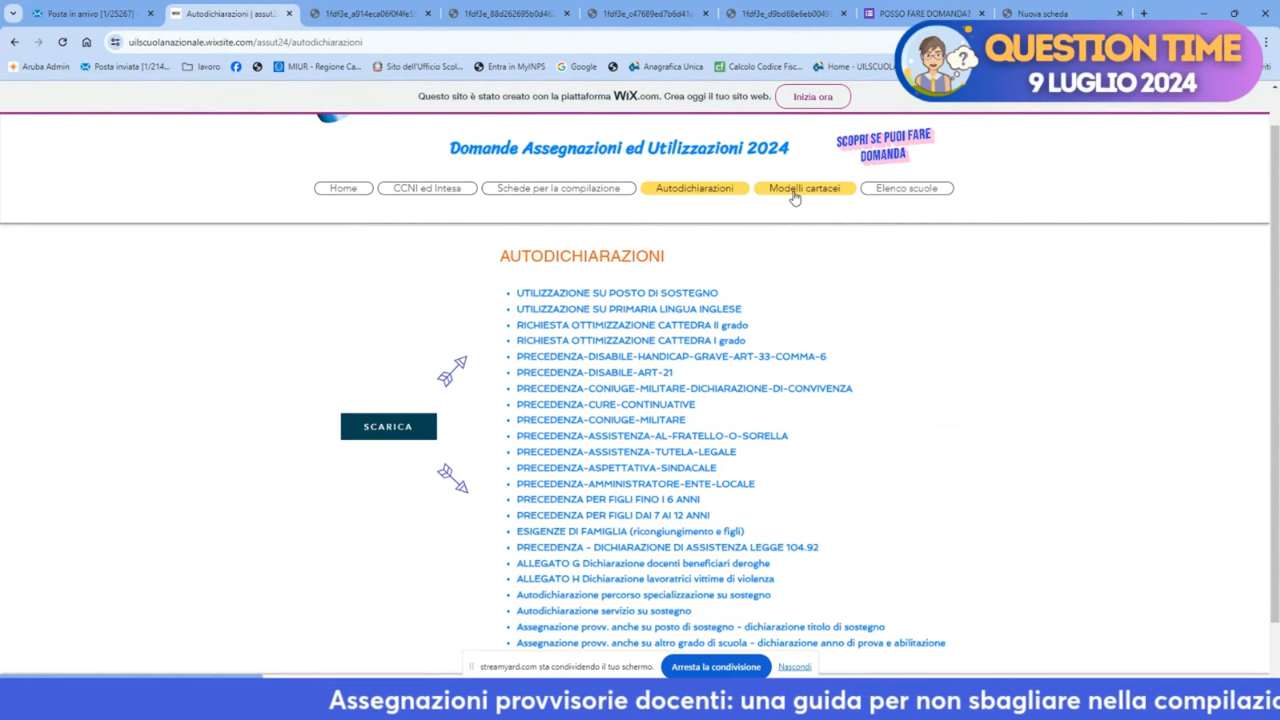 Posta in arrivo [1/25267]
Autodichiarazioni | assut2
1fdf3e_a914eca06f0f4fe5
1fdf3e_88d262695b0d46
1fdf3e_c47689ed7b6d41
1fdf3e_d9bd68e6eb0049
POSSO FARE DOMANDA?
Nuova scheda
uilscuolanazionale.wixsite.com/assut24/autodichiarazioni
Aruba Admin
Posta inviata [1/214...
lavoro
MIUR - Regione Ca...
Sito dell'Ufficio Scol...
Entra in MyINPS
Google
Anagrafica Unica
Calcolo Codice Fisc...
Home - UILSCUOL
QUESTION TIME
9 LUGLIO 2024
Questo sito è stato creato con la piattaforma WiX.com. Crea oggi il tuo sito web.
Inizia ora
Domande Assegnazioni ed Utilizzazioni 2024
SCOPRI SE PUOI FARE
DOMANDA
Home
CCNI ed Intesa
Schede per la compilazione
Autodichiarazioni
Modelli cartacei
Elenco scuole
AUTODICHIARAZIONI
• UTILIZZAZIONE SU POSTO DI SOSTEGNO
• UTILIZZAZIONE SU PRIMARIA LINGUA INGLESE
• RICHIESTA OTTIMIZZAZIONE CATTEDRA II grado
• RICHIESTA OTTIMIZZAZIONE CATTEDRA I grado
• PRECEDENZA-DISABILE-HANDICAP-GRAVE-ART-33-COMMA-6
• PRECEDENZA-DISABILE-ART-21
• PRECEDENZA-CONIUGE-MILITARE-DICHIARAZIONE-DI-CONVIVENZA
• PRECEDENZA-CURE-CONTINUATIVE
• PRECEDENZA-CONIUGE-MILITARE
• PRECEDENZA-ASSISTENZA-AL-FRATELLO-O-SORELLA
• PRECEDENZA-ASSISTENZA-TUTELA-LEGALE
• PRECEDENZA-ASPETTATIVA-SINDACALE
• PRECEDENZA-AMMINISTRATORE-ENTE-LOCALE
• PRECEDENZA PER FIGLI FINO I 6 ANNI
• PRECEDENZA PER FIGLI DAI 7 AI 12 ANNI
• ESIGENZE DI FAMIGLIA (ricongiungimento e figli)
• PRECEDENZA - DICHIARAZIONE DI ASSISTENZA LEGGE 104.92
• ALLEGATO G Dichiarazione docenti beneficiari deroghe
• ALLEGATO H Dichiarazione lavoratrici vittime di violenza
• Autodichiarazione percorso specializzazione su sostegno
• Autodichiarazione servizio su sostegno
• Assegnazione provv. anche su posto di sostegno - dichiarazione titolo di sostegno
• Assegnazione provv. anche su altro grado di scuola - dichiarazione anno di prova e abilitazione
SCARICA
streamyard.com sta condividendo il tuo schermo.
Arresta la condivisione
Nascondi
Assegnazioni provvisorie docenti: una guida per non sbagliare nella compilazio